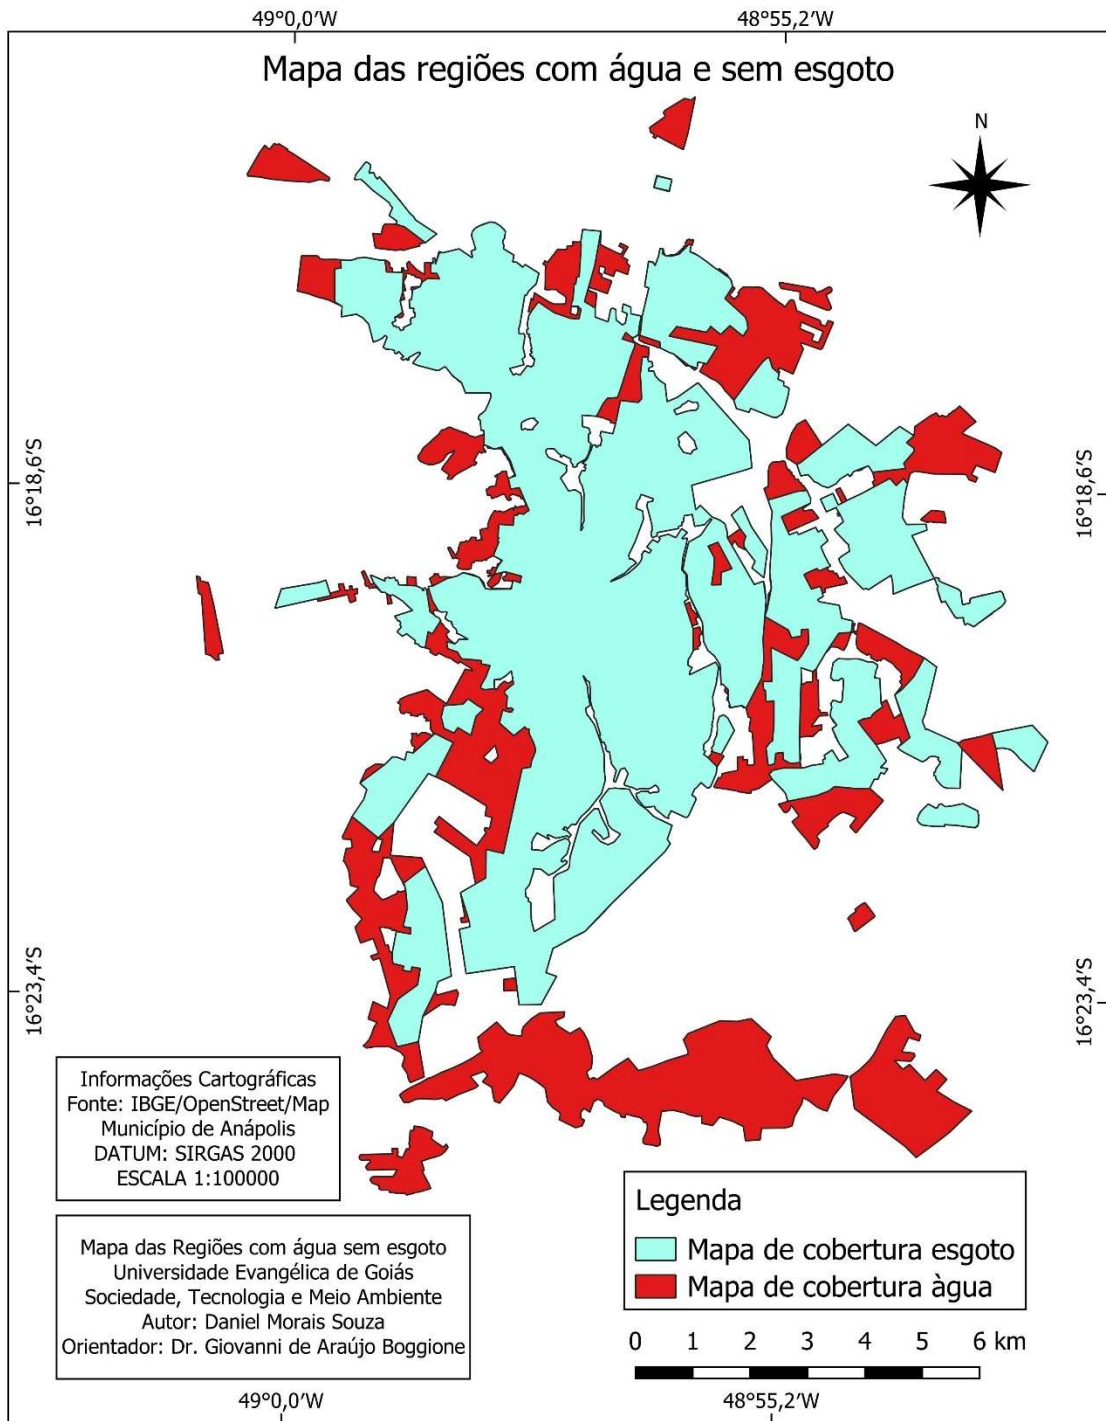 49°0,0′W
48°55,2′W
Mapa das regiões com água e sem esgoto
N
16°18,6′S
16°18,6′S
16°23,4′S
16°23,4′S
Informações Cartográficas
Fonte: IBGE/OpenStreet/Map
Município de Anápolis
DATUM: SIRGAS 2000
ESCALA 1:100000
Mapa das Regiões com água sem esgoto
Universidade Evangélica de Goiás
Sociedade, Tecnologia e Meio Ambiente
Autor: Daniel Morais Souza
Orientador: Dr. Giovanni de Araújo Boggione
Legenda
Mapa de cobertura esgoto
Mapa de cobertura àgua
0 1 2 3 4 5 6 km
49°0,0′W
48°55,2′W